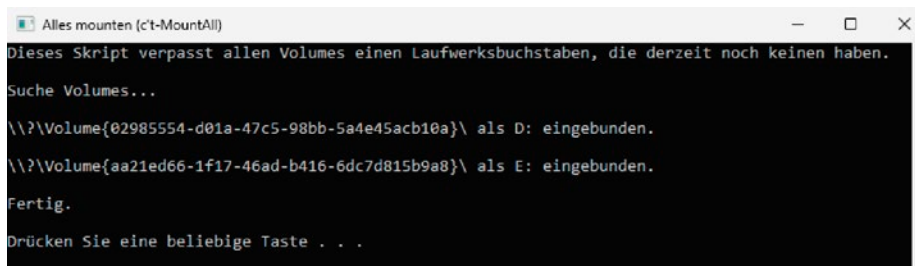 Alles mounten (c't-MountAll)
Dieses Skript verpasst allen Volumes einen Laufwerksbuchstaben, die derzeit noch keinen haben.
Suche Volumes...
\\?\Volume{02985554-d01a-47c5-98bb-5a4e45acb10a}\ als D: eingebunden.
\\?\Volume{aa21ed66-1f17-46ad-b416-6dc7d815b9a8}\ als E: eingebunden.
Fertig.
Drücken Sie eine beliebige Taste . . .